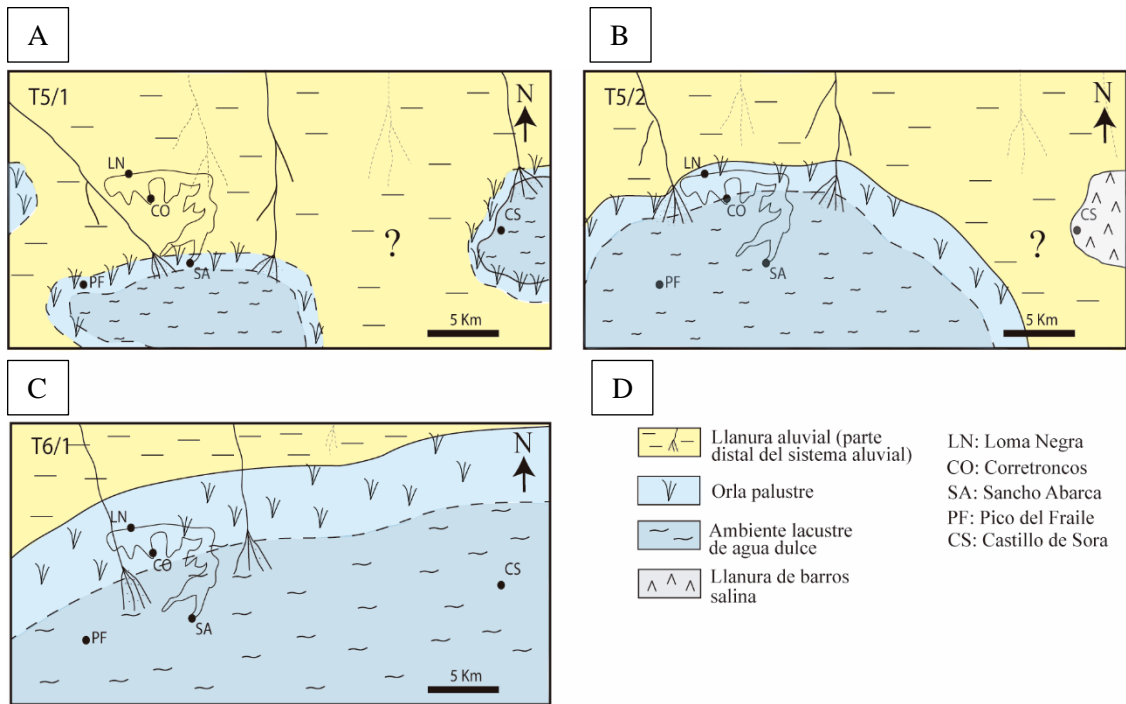 A
T5/1
N
LN
CO
?
CS
PF
SA
5 Km
B
T5/2
N
LN
CO
CS
?
SA
PF
5 Km
C
T6/1
N
LN
CO
CS
SA
PF
5 Km
D
Llanura aluvial (parte
distal del sistema aluvial)
Orla palustre
Ambiente lacustre
de agua dulce
Llanura de barros
salina
LN: Loma Negra
CO: Corretroncos
SA: Sancho Abarca
PF: Pico del Fraile
CS: Castillo de Sora